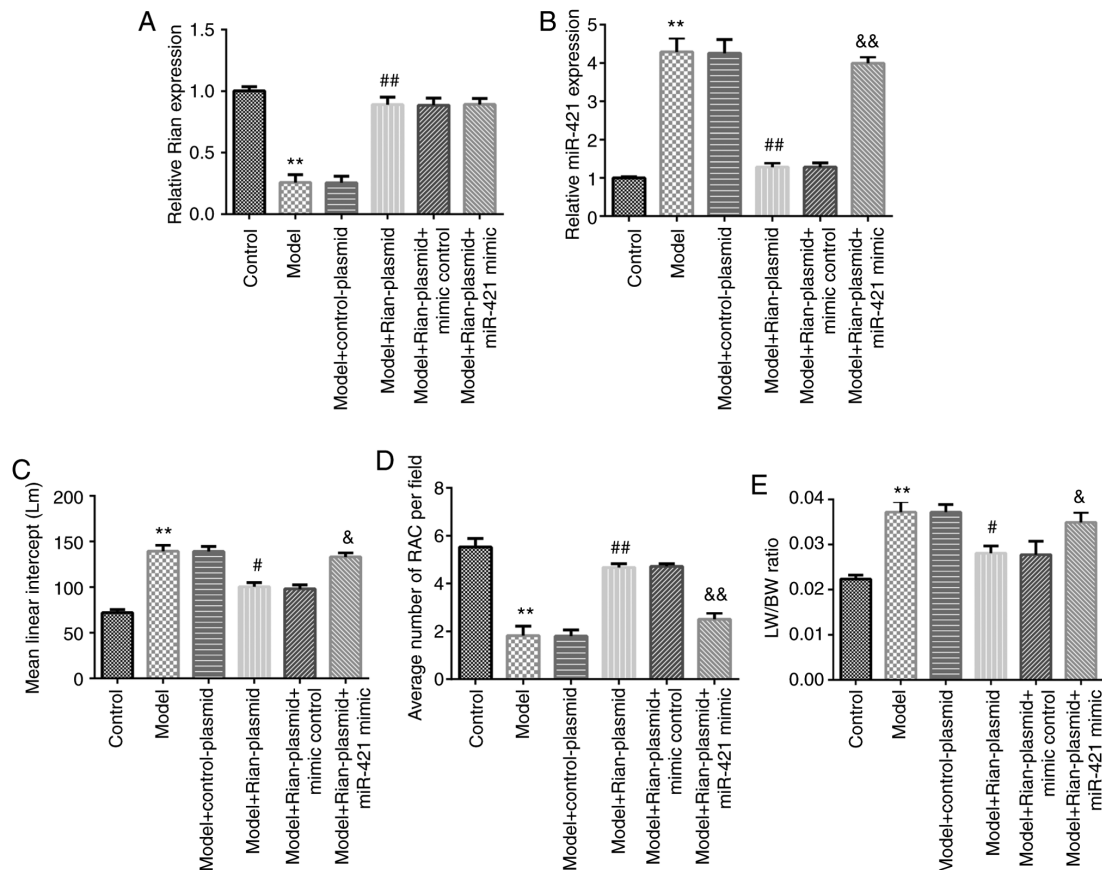 A
Relative Rian expression
1.5
1.0
0.5
0.0
**
##
Control
Model
Model+control-plasmid
Model+Rian-plasmid
Model+Rian-plasmid+
mimic control
Model+Rian-plasmid+
miR-421 mimic
B
Relative miR-421 expression
5
4
3
2
1
0
**
##
&&
Control
Model
Model+control-plasmid
Model+Rian-plasmid
Model+Rian-plasmid+
mimic control
Model+Rian-plasmid+
miR-421 mimic
C
Mean linear intercept (Lm)
200
150
100
50
0
**
#
&
Control
Model
Model+control-plasmid
Model+Rian-plasmid
Model+Rian-plasmid+
mimic control
Model+Rian-plasmid+
miR-421 mimic
D
Average number of RAC per field
8
6
4
2
0
**
##
&&
Control
Model
Model+control-plasmid
Model+Rian-plasmid
Model+Rian-plasmid+
mimic control
Model+Rian-plasmid+
miR-421 mimic
E
LW/BW ratio
0.04
0.03
0.02
0.01
0.00
**
#
&
Control
Model
Model+control-plasmid
Model+Rian-plasmid
Model+Rian-plasmid+
mimic control
Model+Rian-plasmid+
miR-421 mimic